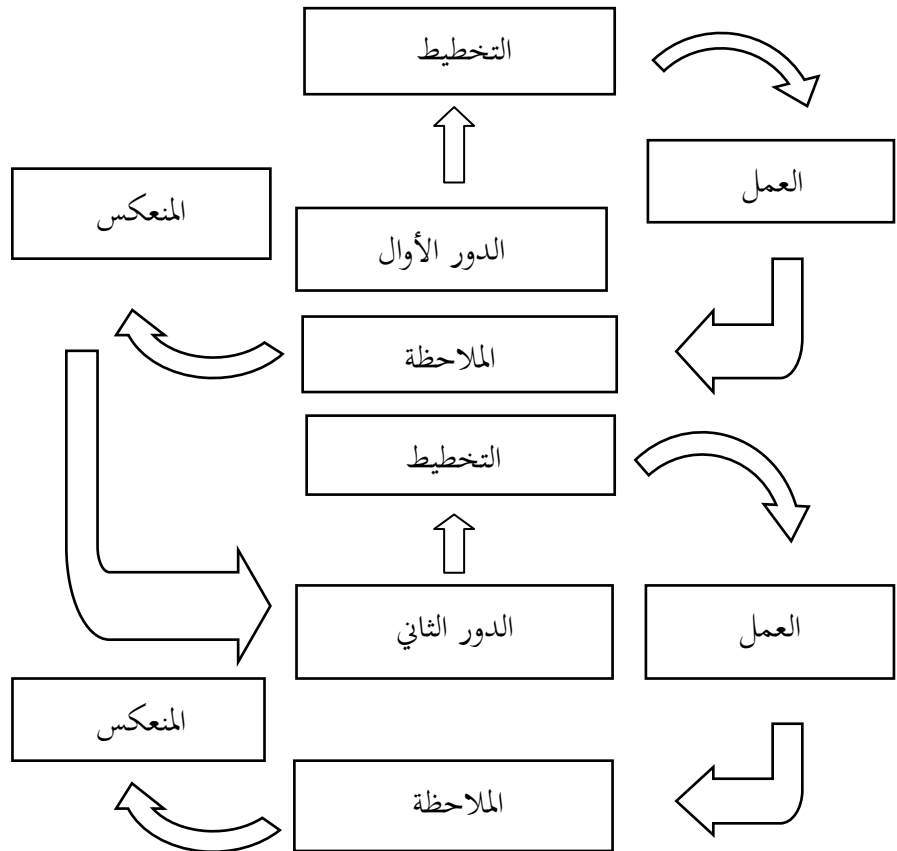 التخطيط
العمل
المنعكس
الدور الأوال
الملاحظة
التخطيط
الدور الثاني
العمل
المنعكس
الملاحظة